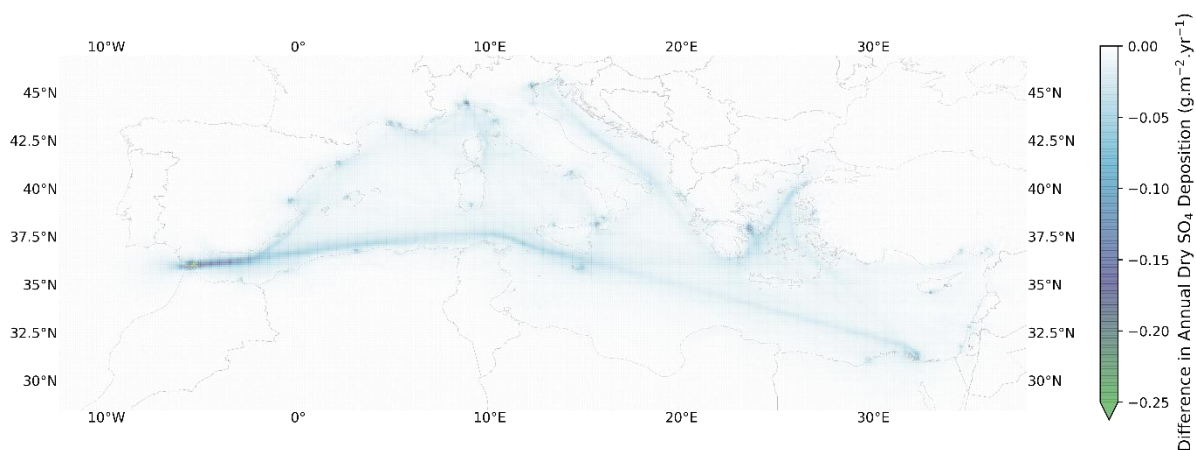 10°W 0° 10°E 20°E 30°E
45°N 45°N
42.5°N 42.5°N
40°N 40°N
37.5°N 37.5°N
35°N 35°N
32.5°N 32.5°N
30°N 30°N
10°W 0° 10°E 20°E 30°E
0.00
−0.05
−0.10
−0.15
−0.20
−0.25
Difference in Annual Dry SO₄ Deposition (g.m⁻².yr⁻¹)